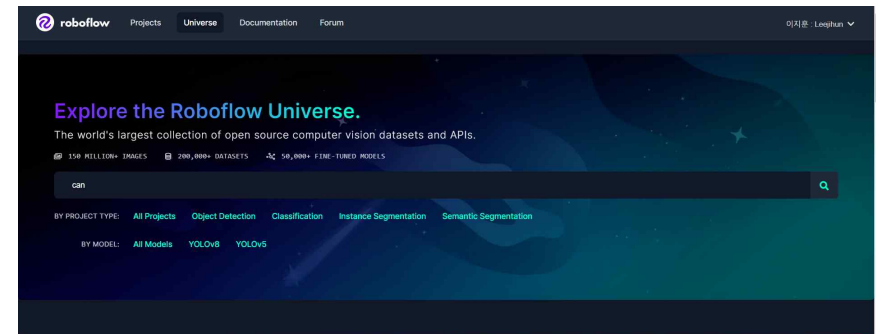 roboflow Projects Universe Documentation Forum 이지훈 : Leejihun
Explore the Roboflow Universe.
The world's largest collection of open source computer vision datasets and APIs.
150 MILLION+ IMAGES 200,000+ DATASETS 50,000+ FINE-TUNED MODELS
can
BY PROJECT TYPE: All Projects Object Detection Classification Instance Segmentation Semantic Segmentation
BY MODEL: All Models YOLOv8 YOLOv5